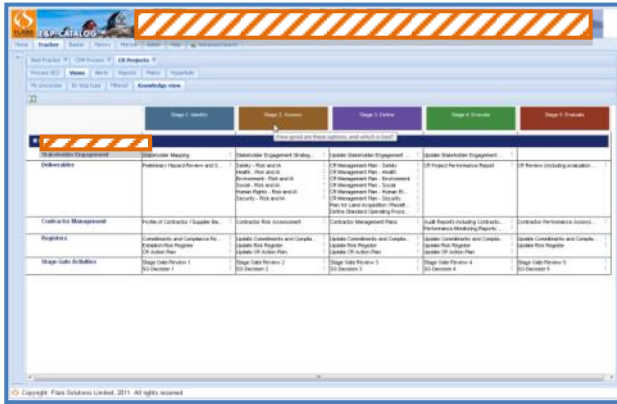 FLARE E&P CATALOG
Home Tracker Basket History Manual Admin Help Advanced search
Best Practice CRM Process CR Projects
Process (SD) Views Alerts Reports Menu Hyperlinks
My processes By step type Filtered Knowledge view
Stage 1: Identify Stage 2: Assess Stage 3: Define Stage 4: Execute Stage 5: Evaluate
How good are these options, and which is best?
Stakeholder Engagement Stakeholder Mapping Stakeholder Engagement Strateg... Update Stakeholder Engagement ... Update Stakeholder Engagement
Deliverables Preliminary Hazard Review and S... Safety - Risk and IA CR Management Plan - Safety CR Project Performance Report CR Review (including evaluation ...
Health - Risk and IA CR Management Plan - Health
Environment - Risk and IA CR Management Plan - Environment
Social - Risk and IA CR Management Plan - Social
Human Rights - Risk and IA CR Management Plan - Human Ri...
Security - Risk and IA CR Management Plan - Security
Plan for Land Acquisition /Resett...
Define Standard Operating Proce...
Contractor Management Profile of Contractor / Supplier Ba... Contractor Risk Assessment Contractor Management Plans Audit Reports including Contracto... Contractor Performance Assess...
Performance Monitoring Reports ...
Registers Commitments and Compliance Re... Update Commitments and Complia... Update Commitments and Complia... Update Commitments and Complia... Update Commitments and Complia...
Establish Risk Register Update Risk Register Update Risk Register Update Risk Register Update Risk Register
CR Action Plan Update CR Action Plan Update CR Action Plan Update CR Action Plan
Stage Gate Activities Stage Gate Review 1 Stage Gate Review 2 Stage Gate Review 3 Stage Gate Review 4 Stage Gate Review 5
SG Decision 1 SG Decision 2 SG Decision 3 SG Decision 4 SG Decision 5
Copyright Flare Solutions Limited, 2011 All rights reserved